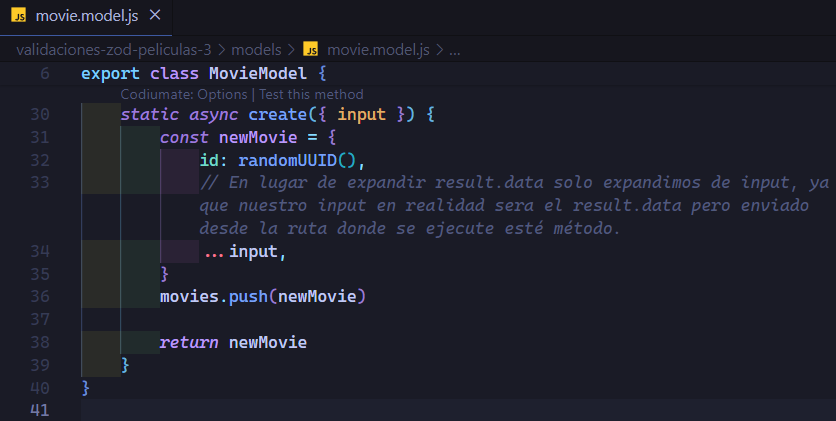 JS movie.model.js ×
validaciones-zod-peliculas-3 > models > JS movie.model.js > ...
6 export class MovieModel {
Codiumate: Options | Test this method
30 static async create({ input }) {
31 const newMovie = {
32 id: randomUUID(),
33 // En lugar de expandir result.data solo expandimos de input, ya
que nuestro input en realidad sera el result.data pero enviado
desde la ruta donde se ejecute esté método.
34 ...input,
35 }
36 movies.push(newMovie)
37
38 return newMovie
39 }
40 }
41